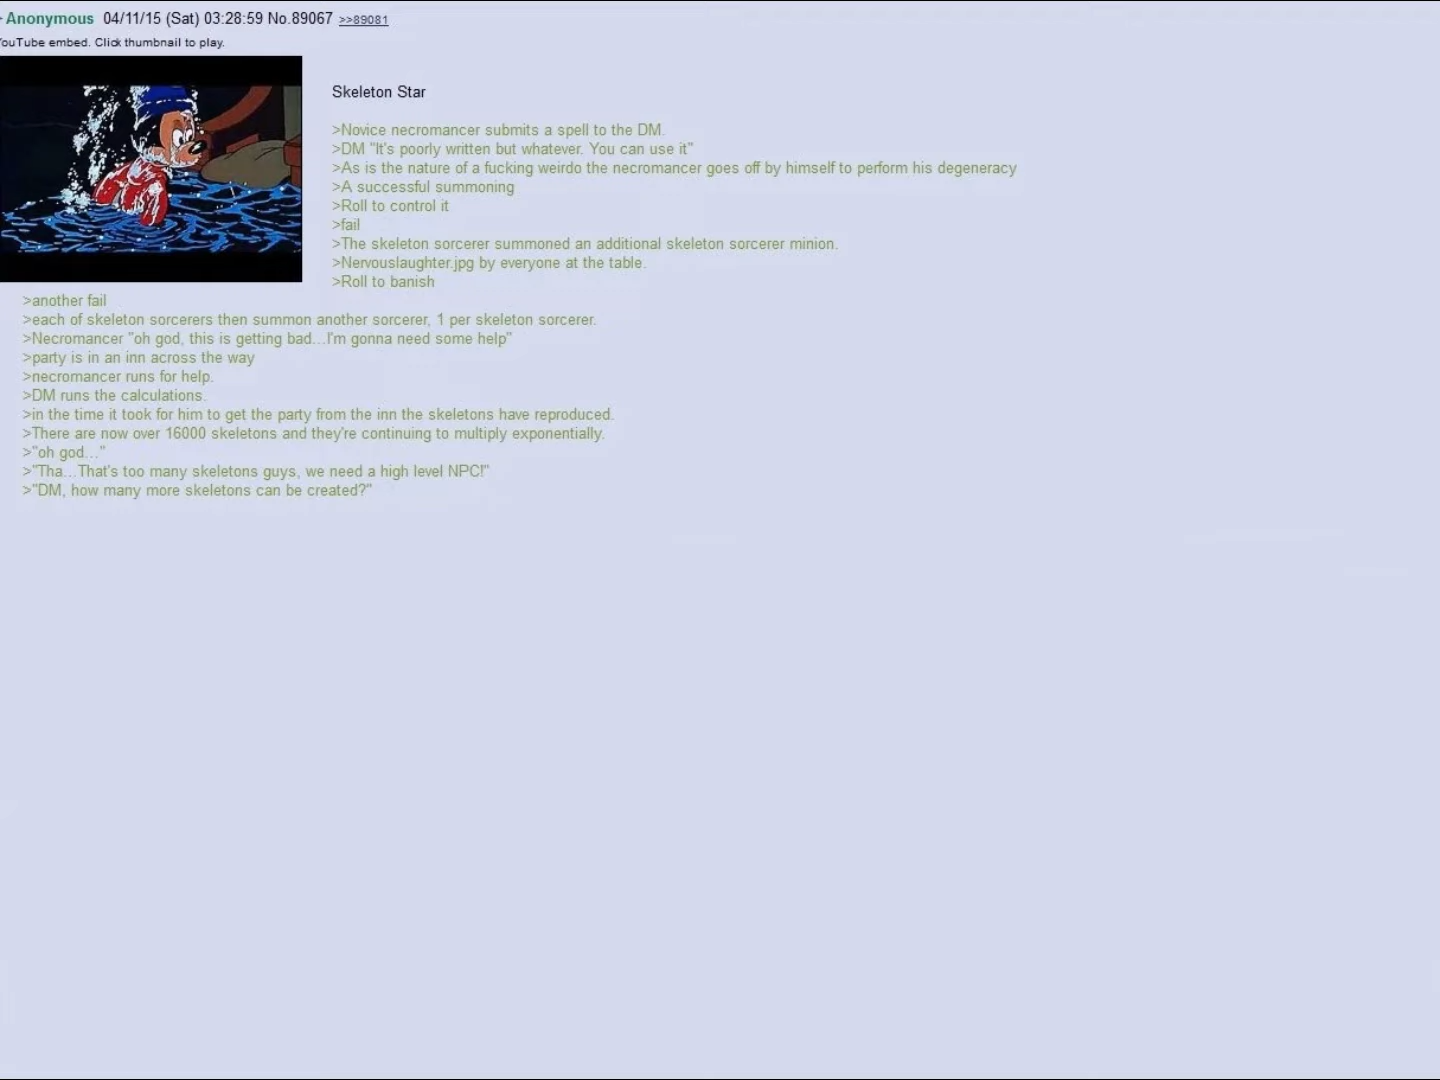 Anonymous 04/11/15 (Sat) 03:28:59 No.89067 >>89081
YouTube embed. Click thumbnail to play.
Skeleton Star
>Novice necromancer submits a spell to the DM.
>DM "It's poorly written but whatever. You can use it"
>As is the nature of a fucking weirdo the necromancer goes off by himself to perform his degeneracy
>A successful summoning
>Roll to control it
>fail
>The skeleton sorcerer summoned an additional skeleton sorcerer minion.
>Nervouslaughter.jpg by everyone at the table.
>Roll to banish
>another fail
>each of skeleton sorcerers then summon another sorcerer, 1 per skeleton sorcerer.
>Necromancer "oh god, this is getting bad...I'm gonna need some help"
>party is in an inn across the way
>necromancer runs for help.
>DM runs the calculations.
>in the time it took for him to get the party from the inn the skeletons have reproduced.
>There are now over 16000 skeletons and they're continuing to multiply exponentially.
>"oh god..."
>"Tha...That's too many skeletons guys, we need a high level NPC!"
>"DM, how many more skeletons can be created?"